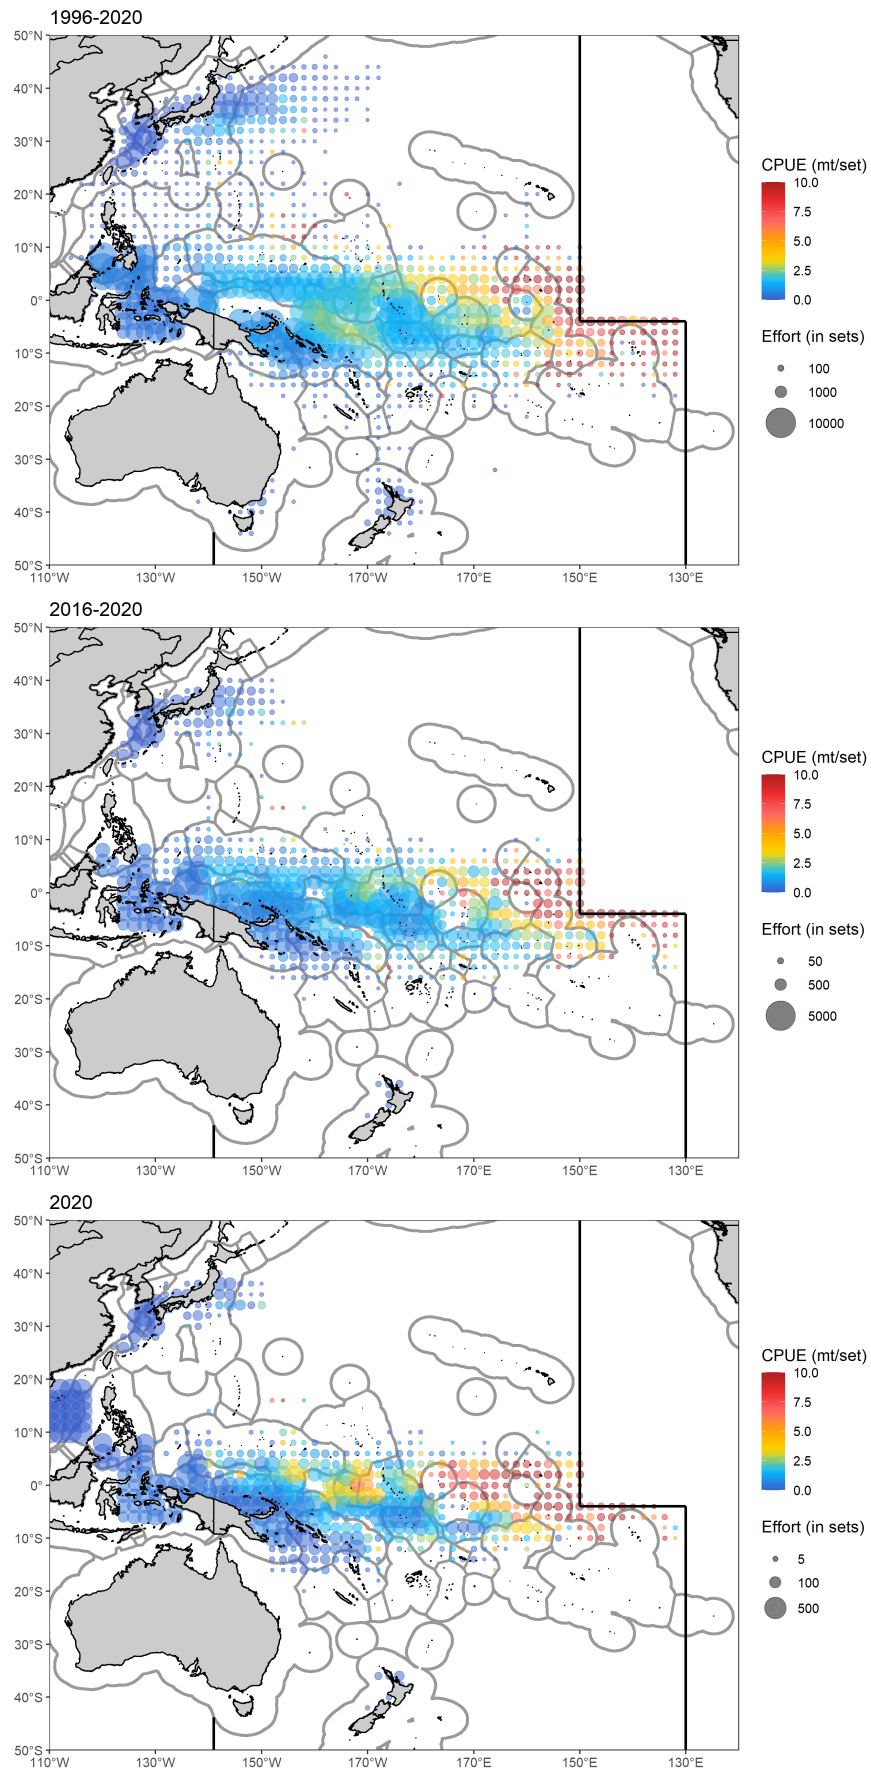 1996-2020
50°N
40°N
30°N
20°N
10°N
0°
10°S
20°S
30°S
40°S
50°S
110°W
130°W
150°W
170°W
170°E
150°E
130°E
CPUE (mt/set)
10.0
7.5
5.0
2.5
0.0
Effort (in sets)
100
1000
10000
2016-2020
50°N
40°N
30°N
20°N
10°N
0°
10°S
20°S
30°S
40°S
50°S
110°W
130°W
150°W
170°W
170°E
150°E
130°E
CPUE (mt/set)
10.0
7.5
5.0
2.5
0.0
Effort (in sets)
50
500
5000
2020
50°N
40°N
30°N
20°N
10°N
0°
10°S
20°S
30°S
40°S
50°S
110°W
130°W
150°W
170°W
170°E
150°E
130°E
CPUE (mt/set)
10.0
7.5
5.0
2.5
0.0
Effort (in sets)
5
100
500